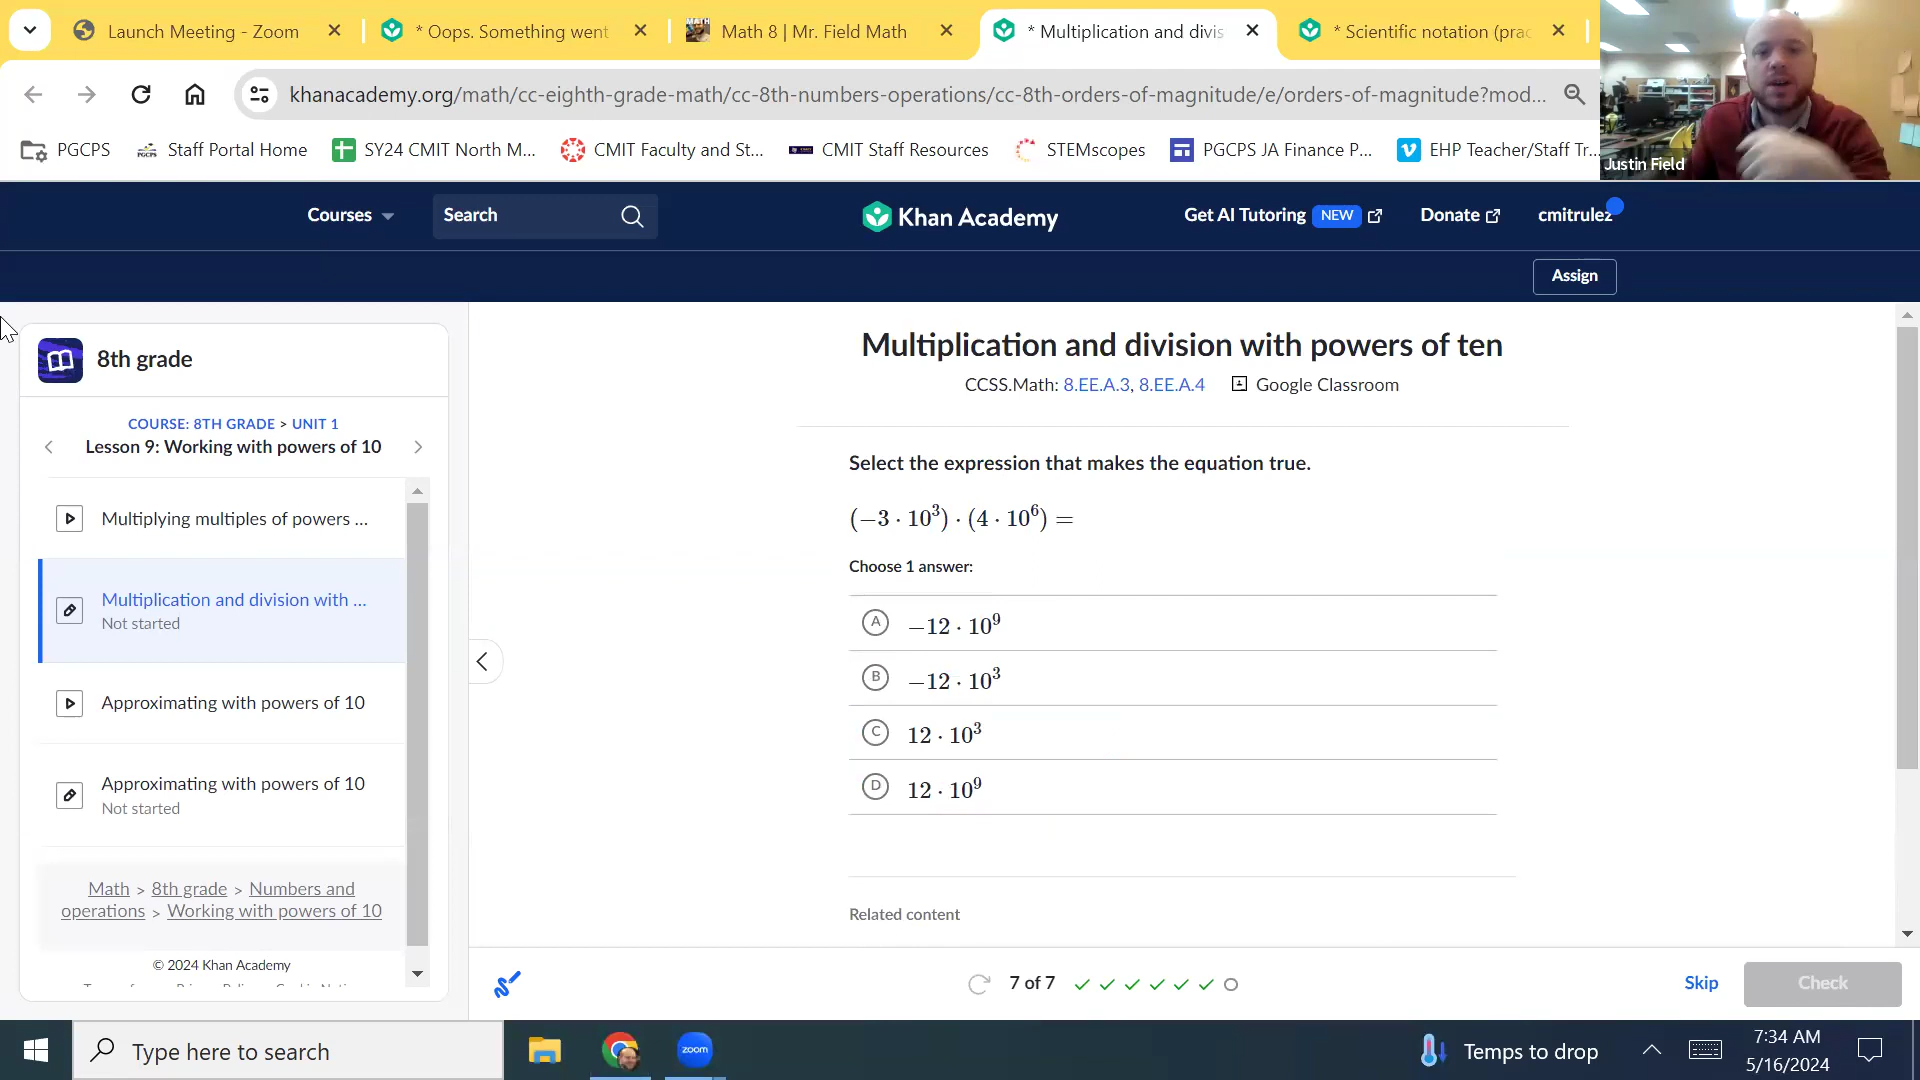 Launch Meeting - Zoom
* Oops. Something went
Math 8 | Mr. Field Math
* Multiplication and divis
* Scientific notation (prac
khanacademy.org/math/cc-eighth-grade-math/cc-8th-numbers-operations/cc-8th-orders-of-magnitude/e/orders-of-magnitude?mod...
PGCPS
Staff Portal Home
SY24 CMIT North M...
CMIT Faculty and St...
CMIT Staff Resources
STEMscopes
PGCPS JA Finance P...
EHP Teacher/Staff Tr...
Justin Field
Courses
Search
Khan Academy
Get AI Tutoring NEW
Donate
cmitrulez
Assign
8th grade
COURSE: 8TH GRADE > UNIT 1
Lesson 9: Working with powers of 10
Multiplying multiples of powers ...
Multiplication and division with ...
Not started
Approximating with powers of 10
Approximating with powers of 10
Not started
Math > 8th grade > Numbers and
operations > Working with powers of 10
© 2024 Khan Academy
Multiplication and division with powers of ten
CCSS.Math: 8.EE.A.3, 8.EE.A.4 Google Classroom
Select the expression that makes the equation true.
(−3 · 10³) · (4 · 10⁶) =
Choose 1 answer:
A −12 · 10⁹
B −12 · 10³
C 12 · 10³
D 12 · 10⁹
Related content
7 of 7
Skip
Check
Type here to search
zoom
Temps to drop
7:34 AM
5/16/2024